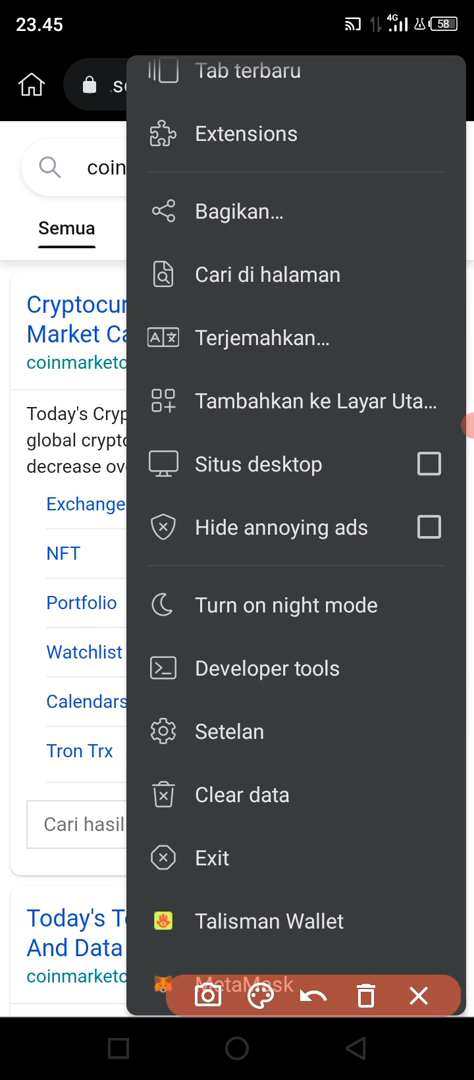 23.45
4G
58
.s
Tab terbaru
Extensions
coin
Bagikan...
Semua
Cari di halaman
Cryptocur
Market Ca
Terjemahkan...
coinmarketc
Tambahkan ke Layar Uta...
Today's Cryp
global crypto
decrease ov
Situs desktop
Exchange
Hide annoying ads
NFT
Portfolio
Turn on night mode
Watchlist
Developer tools
Calendars
Setelan
Tron Trx
Clear data
Cari hasil
Exit
Today's T
And Data
Talisman Wallet
coinmarketc
MetaMask